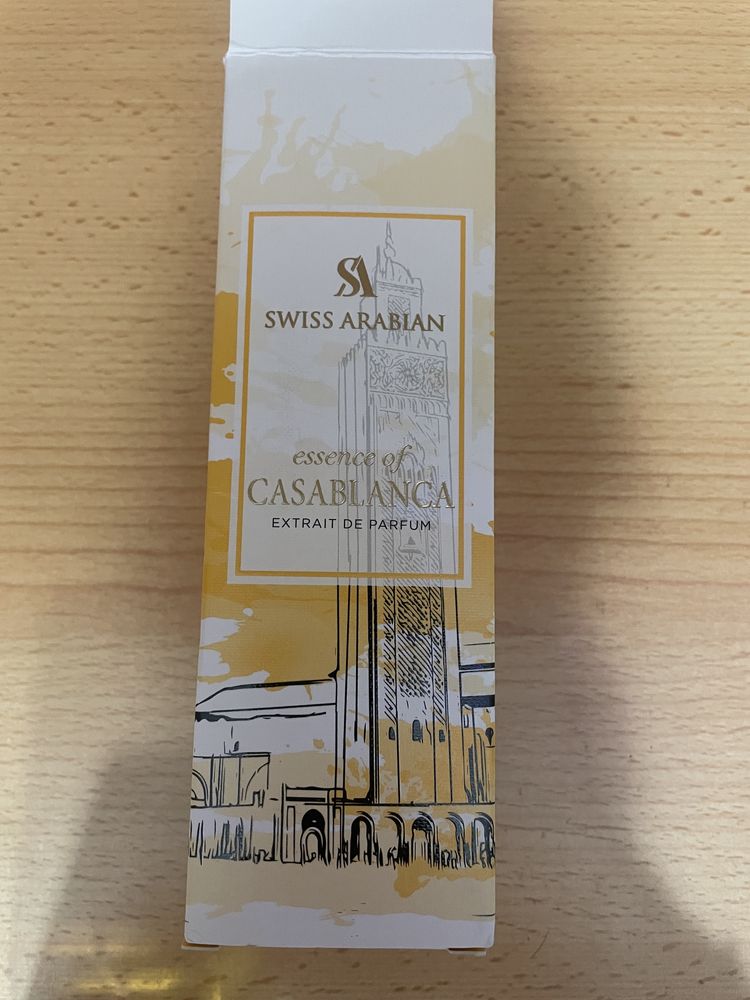 SA
SWISS ARABIAN
essence of
CASABLANCA
EXTRAIT DE PARFUM